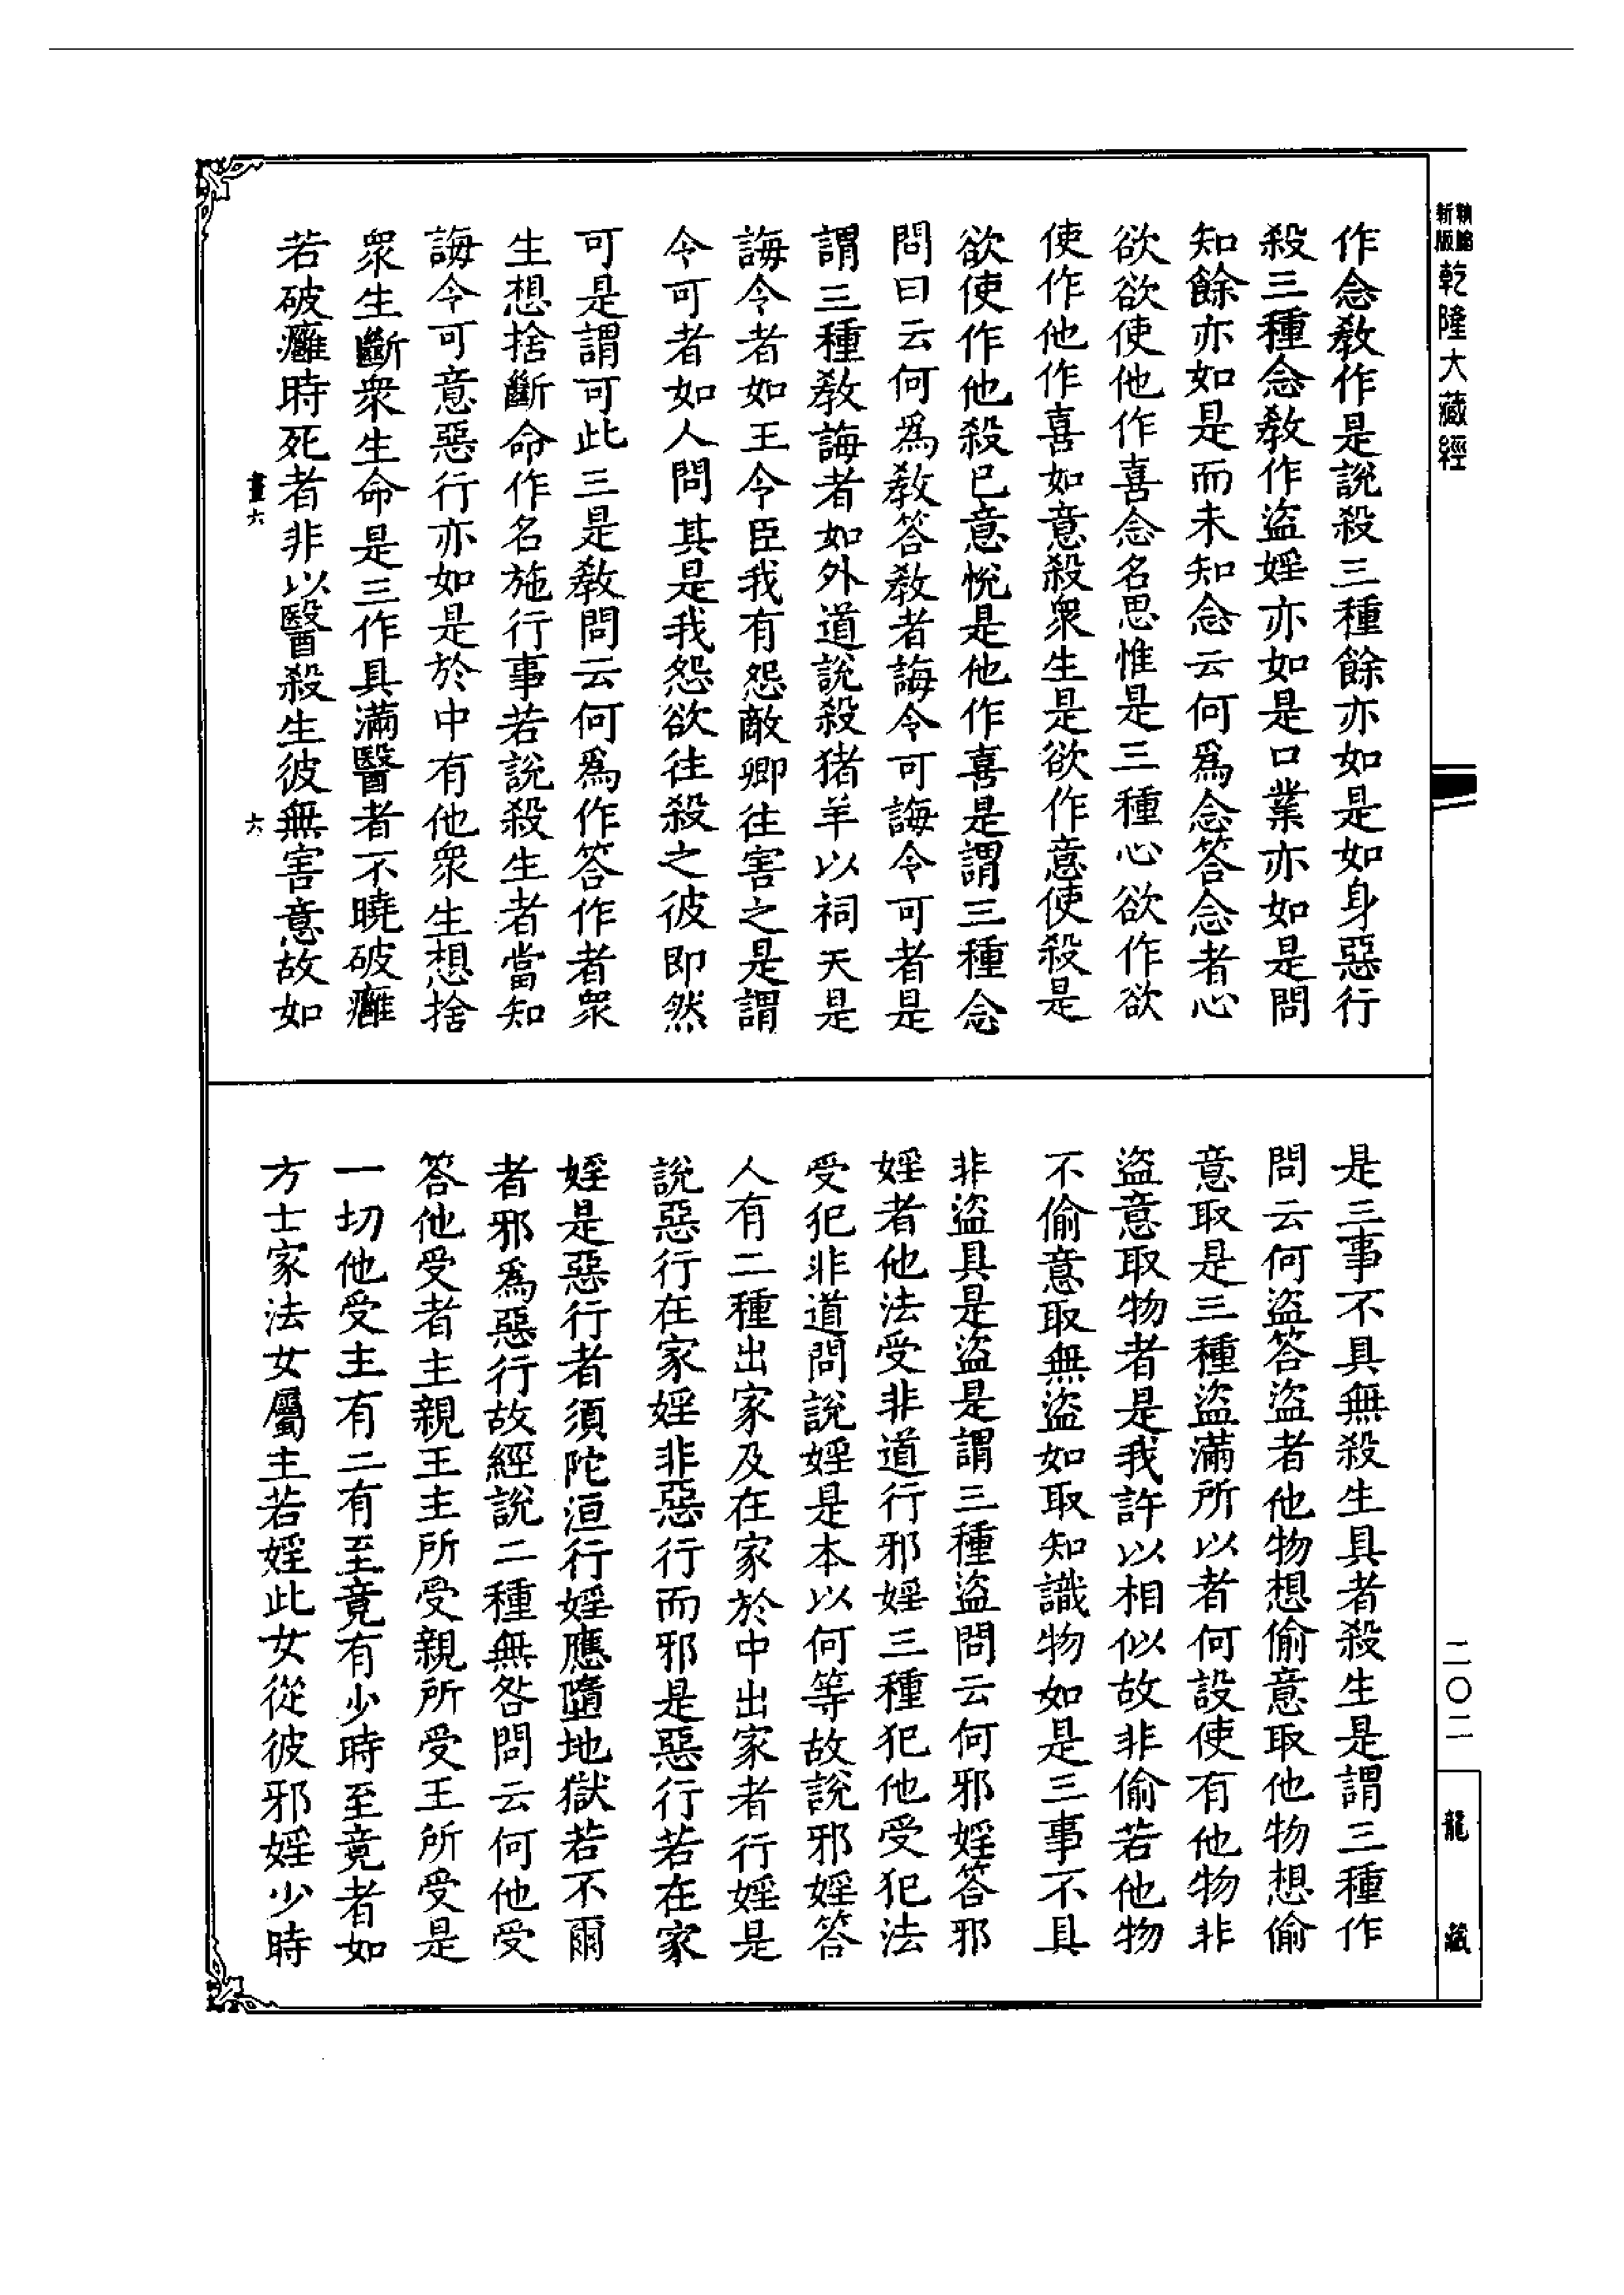 新版
乾隆大藏經
作念教作是說殺三種餘亦如是如身惡行
殺三種念教作盜婬亦如是口業亦如是問
知餘亦如是而未知念云何爲念答念者心
欲欲使他作喜念名思惟是三種心欲作欲
使作他作喜如意殺衆生是欲作意使殺是
欲使作他殺已意悅是他作喜是謂三種念
問曰云何爲教答教者誨令可誨令可者是
謂三種教誨者如外道說殺猪羊以祠天是
誨令者如王令臣我有怨敵卿往害之是謂
令可者如人問其是我怨欲往殺之彼即然
可是謂可此三是教問云何爲作答作者衆
生想捨斷命作名施行事若說殺生者當知
誨令可意惡行亦如是於中有他衆生想捨
衆生斷衆生命是三作具滿醫者不曉破癰
若破癰時死者非以醫殺生彼無害意故如
畫六
六
是三事不具無殺生具者殺生是謂三種作
問云何盜答盜者他物想偷意取他物想偷
意取是三種盜滿所以者何設使有他物非
盜意取物者是我許以相似故非偷若他物
不偷意取無盜如取知識物如是三事不具
非盜具是盜是謂三種盜問云何邪婬答邪
婬者他法受非道行邪婬三種犯他受犯法
受犯非道問說婬是本以何等故說邪婬答
人有二種出家及在家於中出家者行婬是
說惡行在家婬非惡行而邪是惡行若在家
婬是惡行者須陀洹行婬應墮地獄若不爾
者邪爲惡行故經說二種無咎問云何他受
答他受者主親王主所受親所受王所受是
一切他受主有二有至竟有少時至竟者如
方士家法女屬主若婬此女從彼邪婬少時
二〇二
龍藏